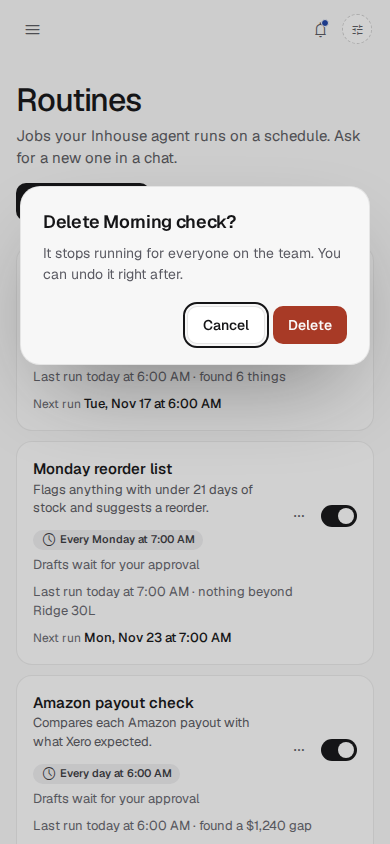 Routines
Jobs your Inhouse agent runs on a schedule. Ask
for a new one in a chat.
Delete Morning check?
It stops running for everyone on the team. You
can undo it right after.
Cancel
Delete
Last run today at 6:00 AM · found 6 things
Next run Tue, Nov 17 at 6:00 AM
Monday reorder list
Flags anything with under 21 days of
stock and suggests a reorder.
Every Monday at 7:00 AM
Drafts wait for your approval
Last run today at 7:00 AM · nothing beyond
Ridge 30L
Next run Mon, Nov 23 at 7:00 AM
Amazon payout check
Compares each Amazon payout with
what Xero expected.
Every day at 6:00 AM
Drafts wait for your approval
Last run today at 6:00 AM · found a $1,240 gap